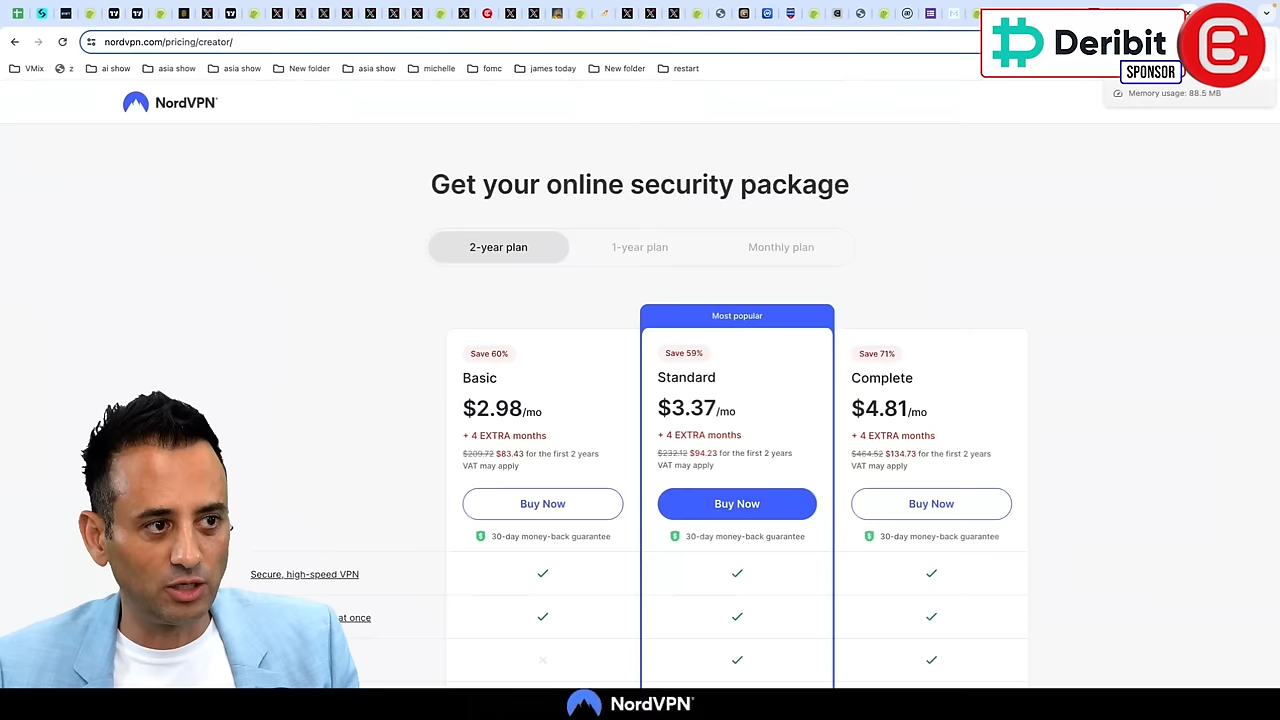 nordvpn.com/pricing/creator/
Deribit
SPONSOR
VMix
z
ai show
asia show
asia show
New folder
asia show
michelle
fomc
james today
New folder
restart
NordVPN®
Memory usage: 88.5 MB
Get your online security package
2-year plan
1-year plan
Monthly plan
Most popular
Save 60%
Basic
$2.98/mo
+ 4 EXTRA months
$209.72 $83.43 for the first 2 years
VAT may apply
Buy Now
30-day money-back guarantee
Save 59%
Standard
$3.37/mo
+ 4 EXTRA months
$232.12 $94.23 for the first 2 years
VAT may apply
Buy Now
30-day money-back guarantee
Save 71%
Complete
$4.81/mo
+ 4 EXTRA months
$464.52 $134.73 for the first 2 years
VAT may apply
Buy Now
30-day money-back guarantee
Secure, high-speed VPN
at once
NordVPN®